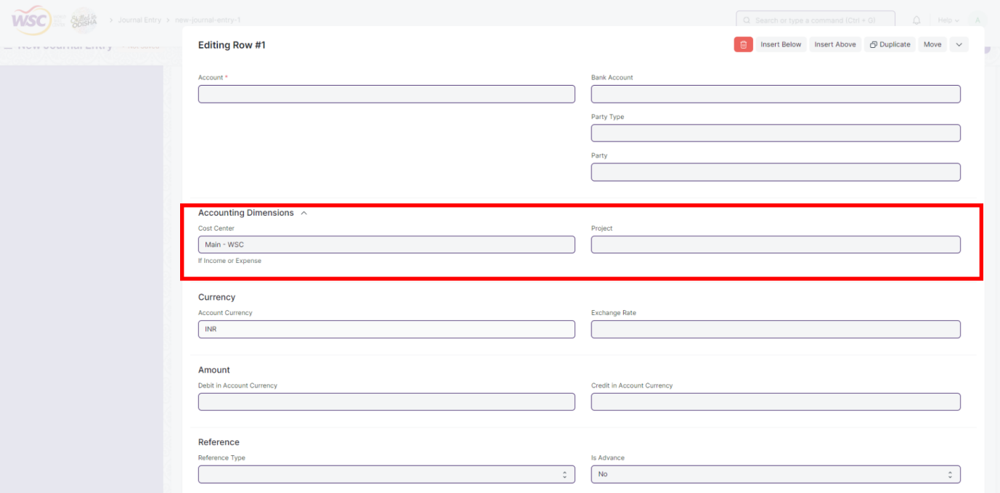 WSC
Skilled in
ODISHA
Journal Entry
new-journal-entry-1
Search or type a command (Ctrl + G)
Help
A
New Journal Entry
Not Saved
Editing Row #1
Insert Below
Insert Above
Duplicate
Move
Account *
Bank Account
Party Type
Party
Accounting Dimensions
Cost Center
Project
Main - WSC
If Income or Expense
Currency
Account Currency
Exchange Rate
INR
Amount
Debit in Account Currency
Credit in Account Currency
Reference
Reference Type
Is Advance
No